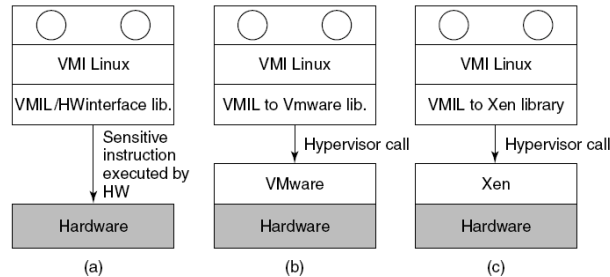 VMI Linux
VMIL/HWinterface lib.
Sensitive
instruction
executed by
HW
Hardware
(a)
VMI Linux
VMIL to Vmware lib.
Hypervisor call
VMware
Hardware
(b)
VMI Linux
VMIL to Xen library
Hypervisor call
Xen
Hardware
(c)